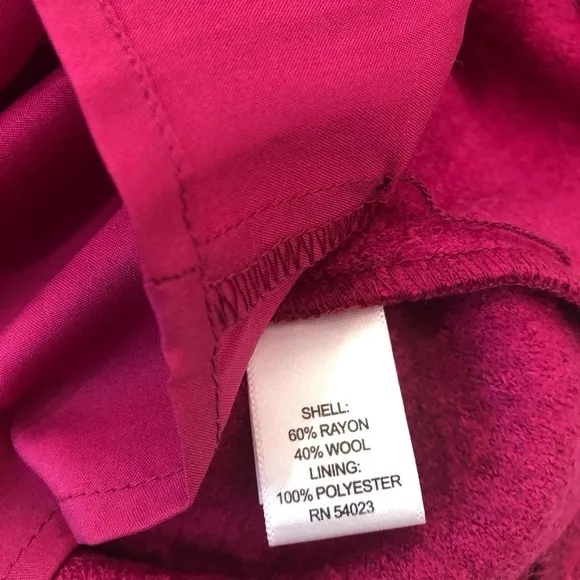 SHELL:
60% RAYON
40% WOOL
LINING:
100% POLYESTER
RN 54023